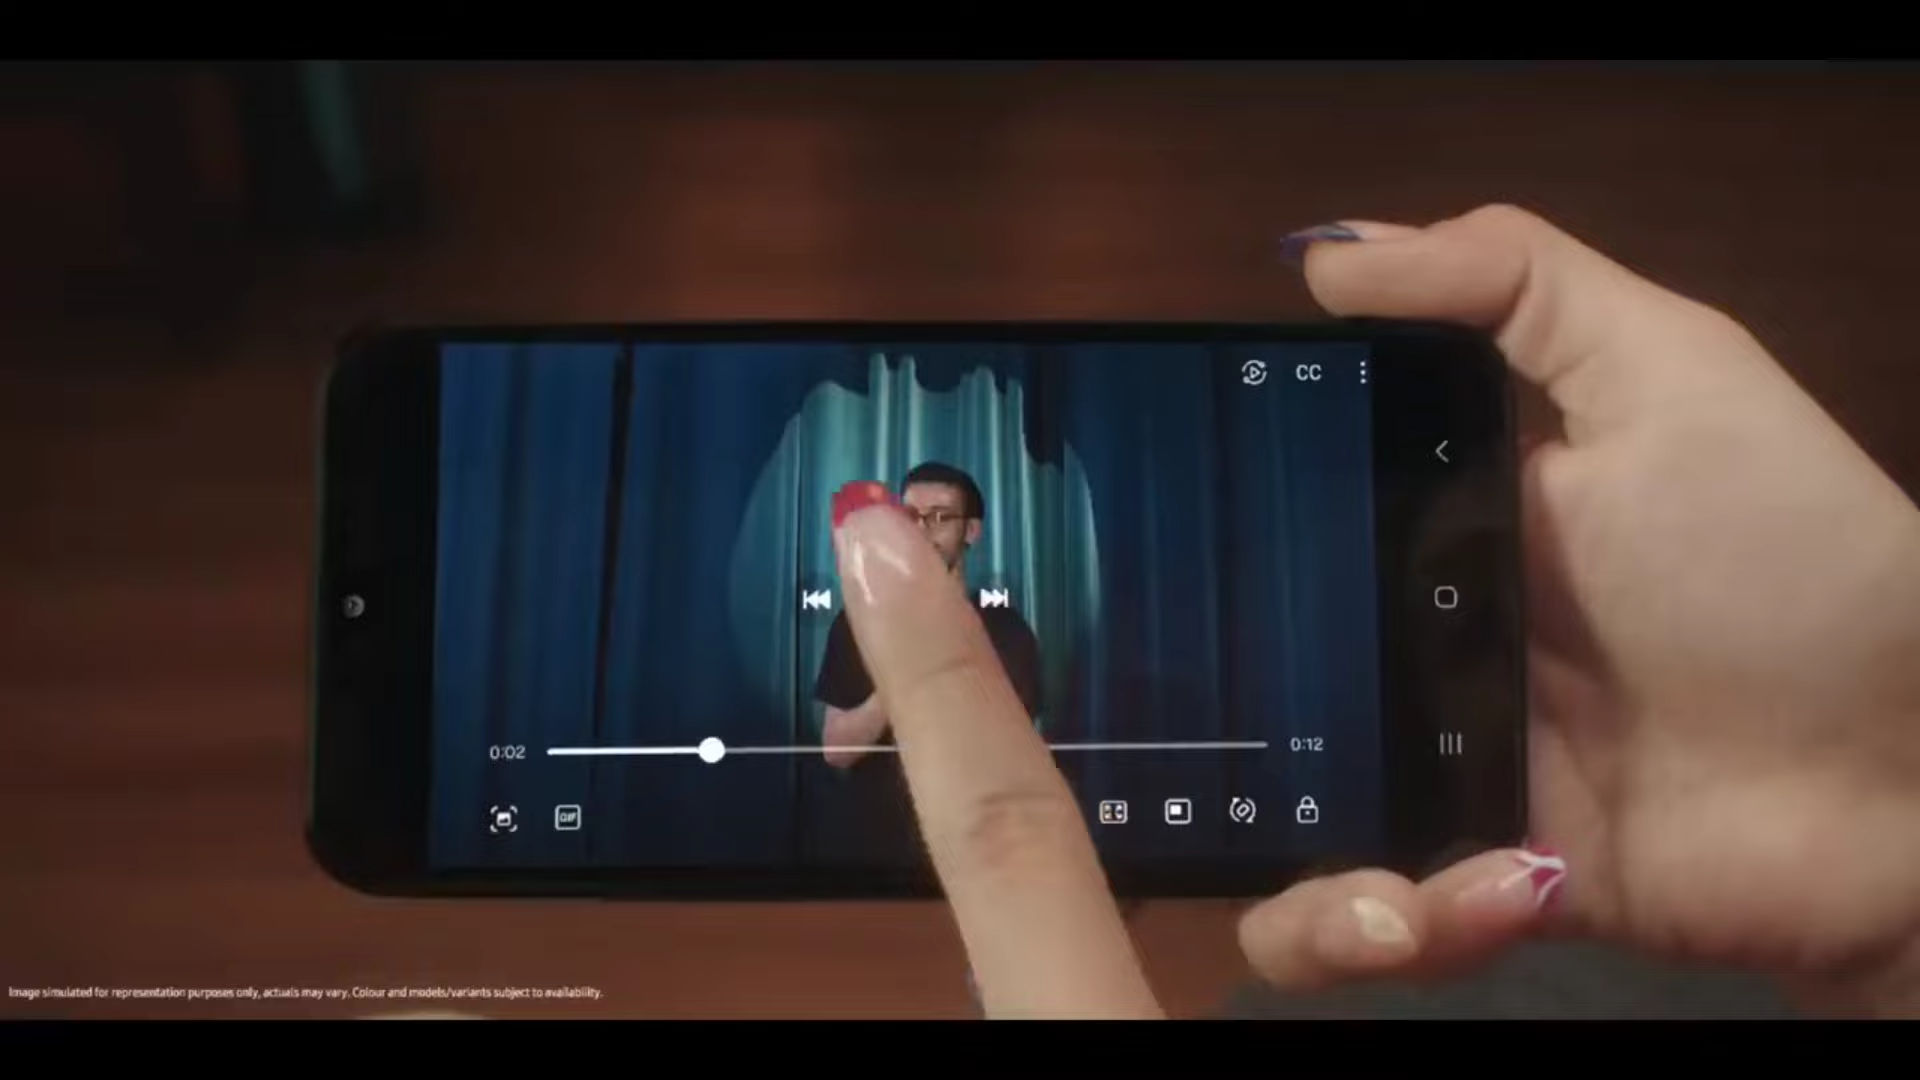 CC
0:02
0:12
GIF
Image simulated for representation purposes only, actuals may vary. Colour and models/variants subject to availability.